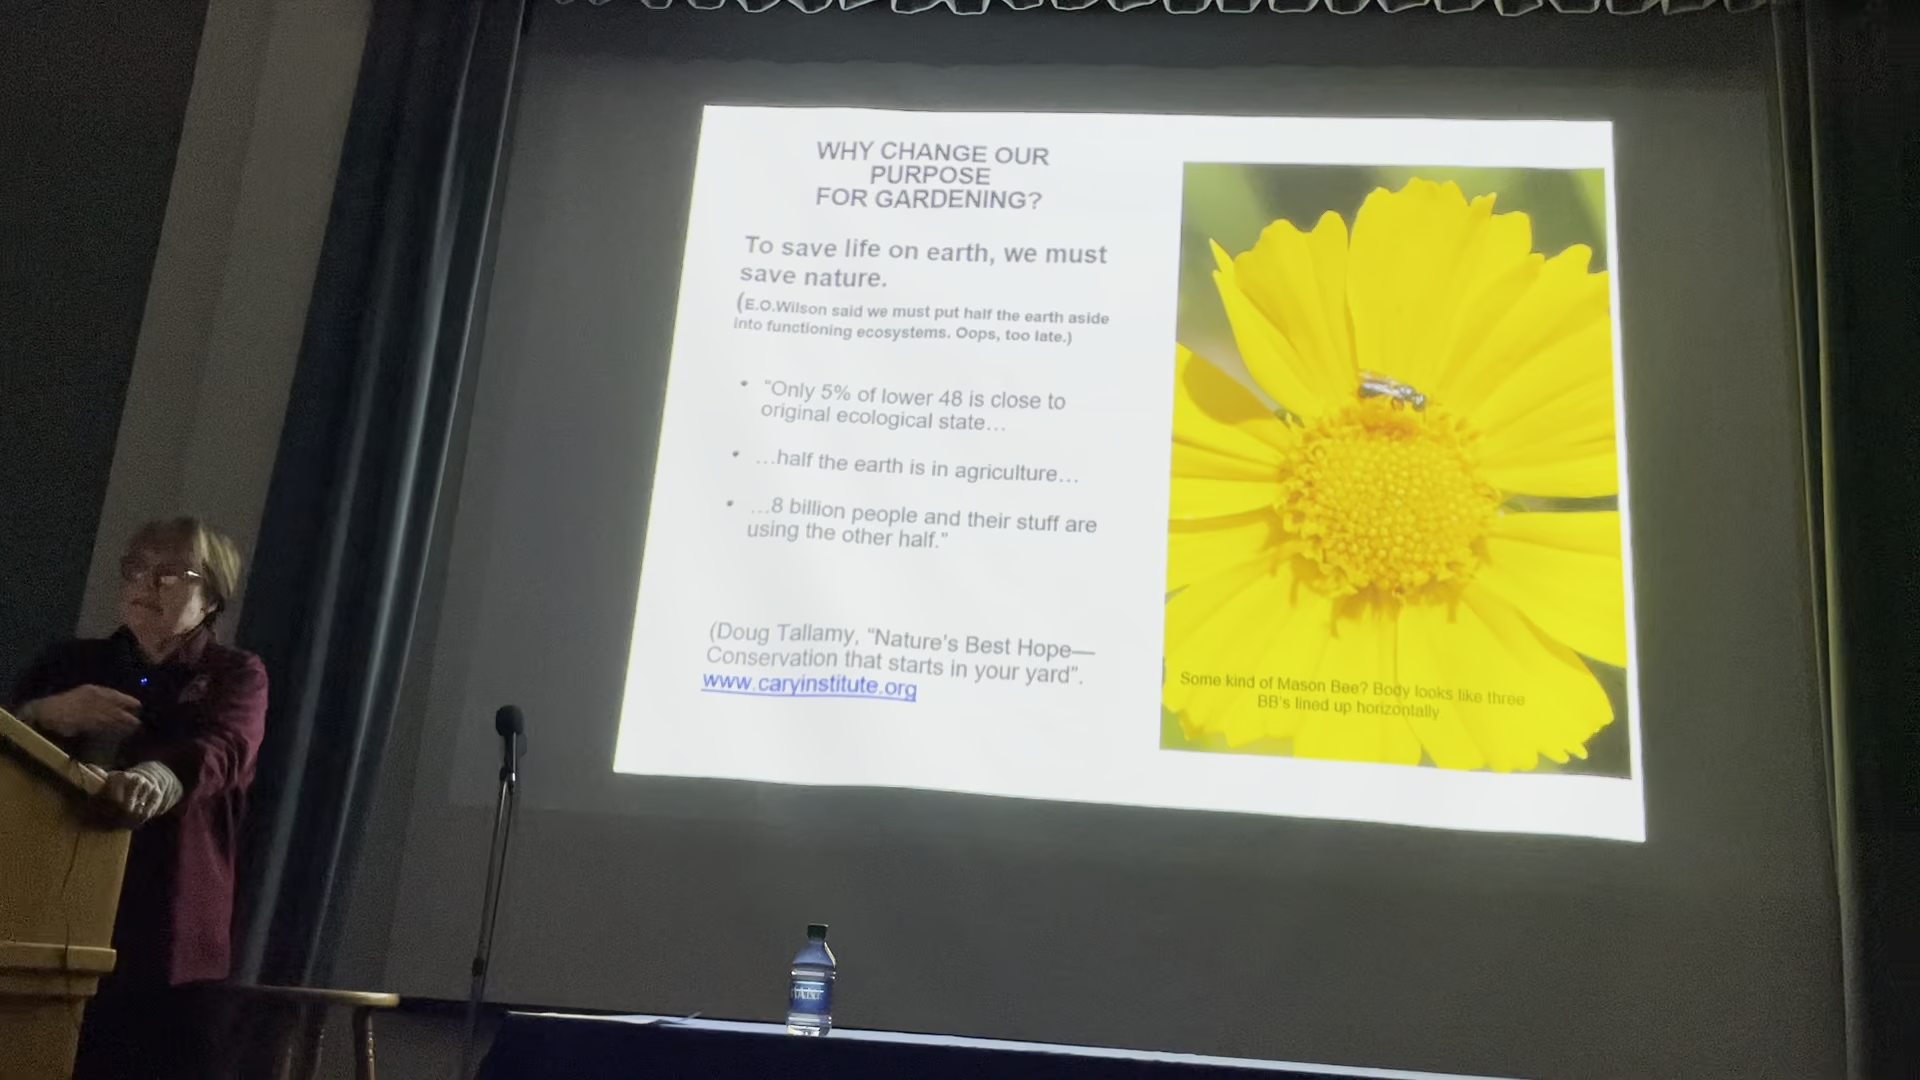 WHY CHANGE OUR
PURPOSE
FOR GARDENING?
To save life on earth, we must
save nature.
(E.O.Wilson said we must put half the earth aside
into functioning ecosystems. Oops, too late.)
• “Only 5% of lower 48 is close to
original ecological state…
• …half the earth is in agriculture…
• …8 billion people and their stuff are
using the other half.”
(Doug Tallamy, “Nature’s Best Hope—
Conservation that starts in your yard”.
www.caryinstitute.org
Some kind of Mason Bee? Body looks like three
BB’s lined up horizontally